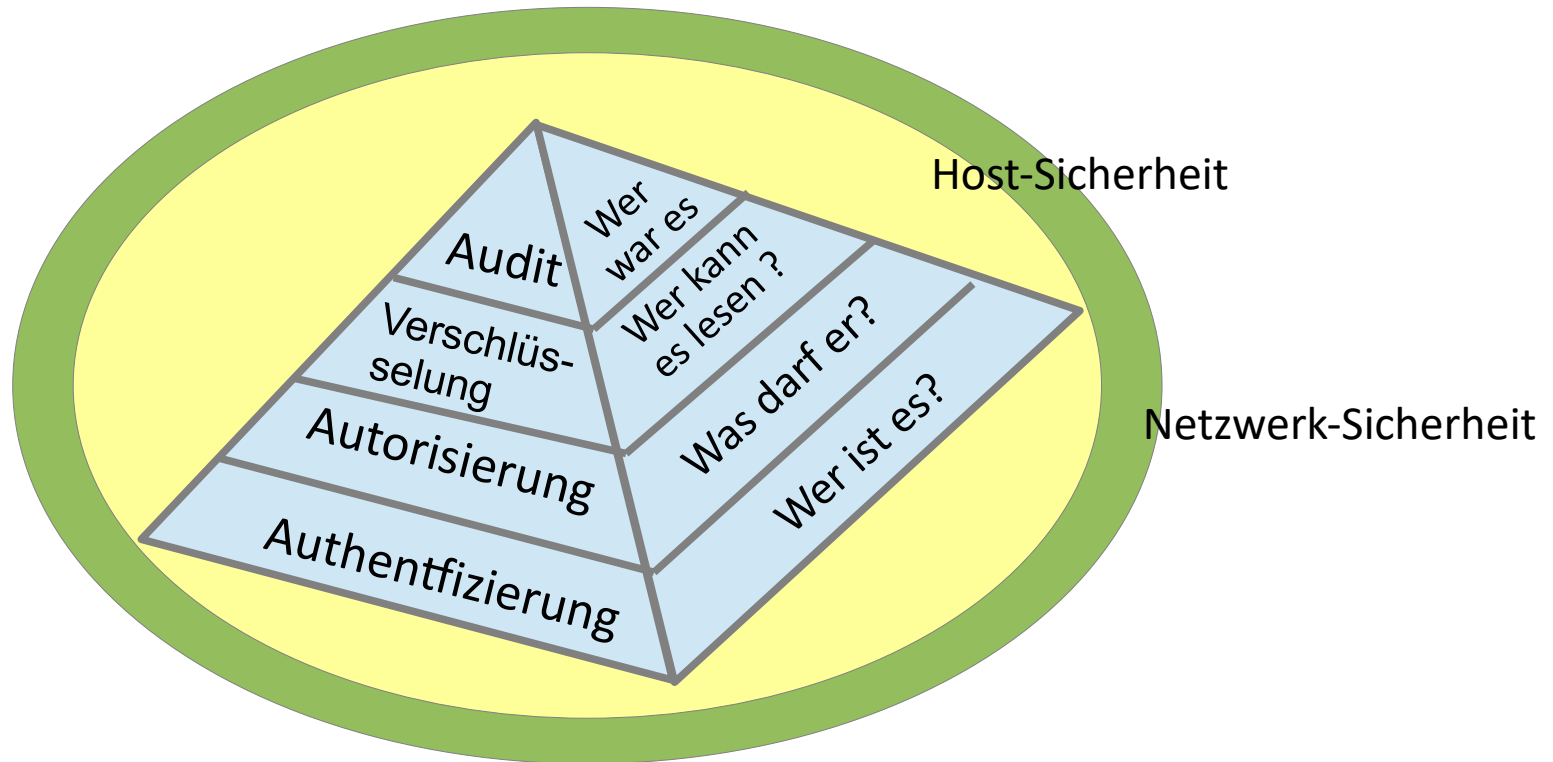 Host-Sicherheit
Netzwerk-Sicherheit
Audit
Verschlüs-
selung
Autorisierung
Authentfizierung
Wer
war es
Wer kann
es lesen ?
Was darf er?
Wer ist es?